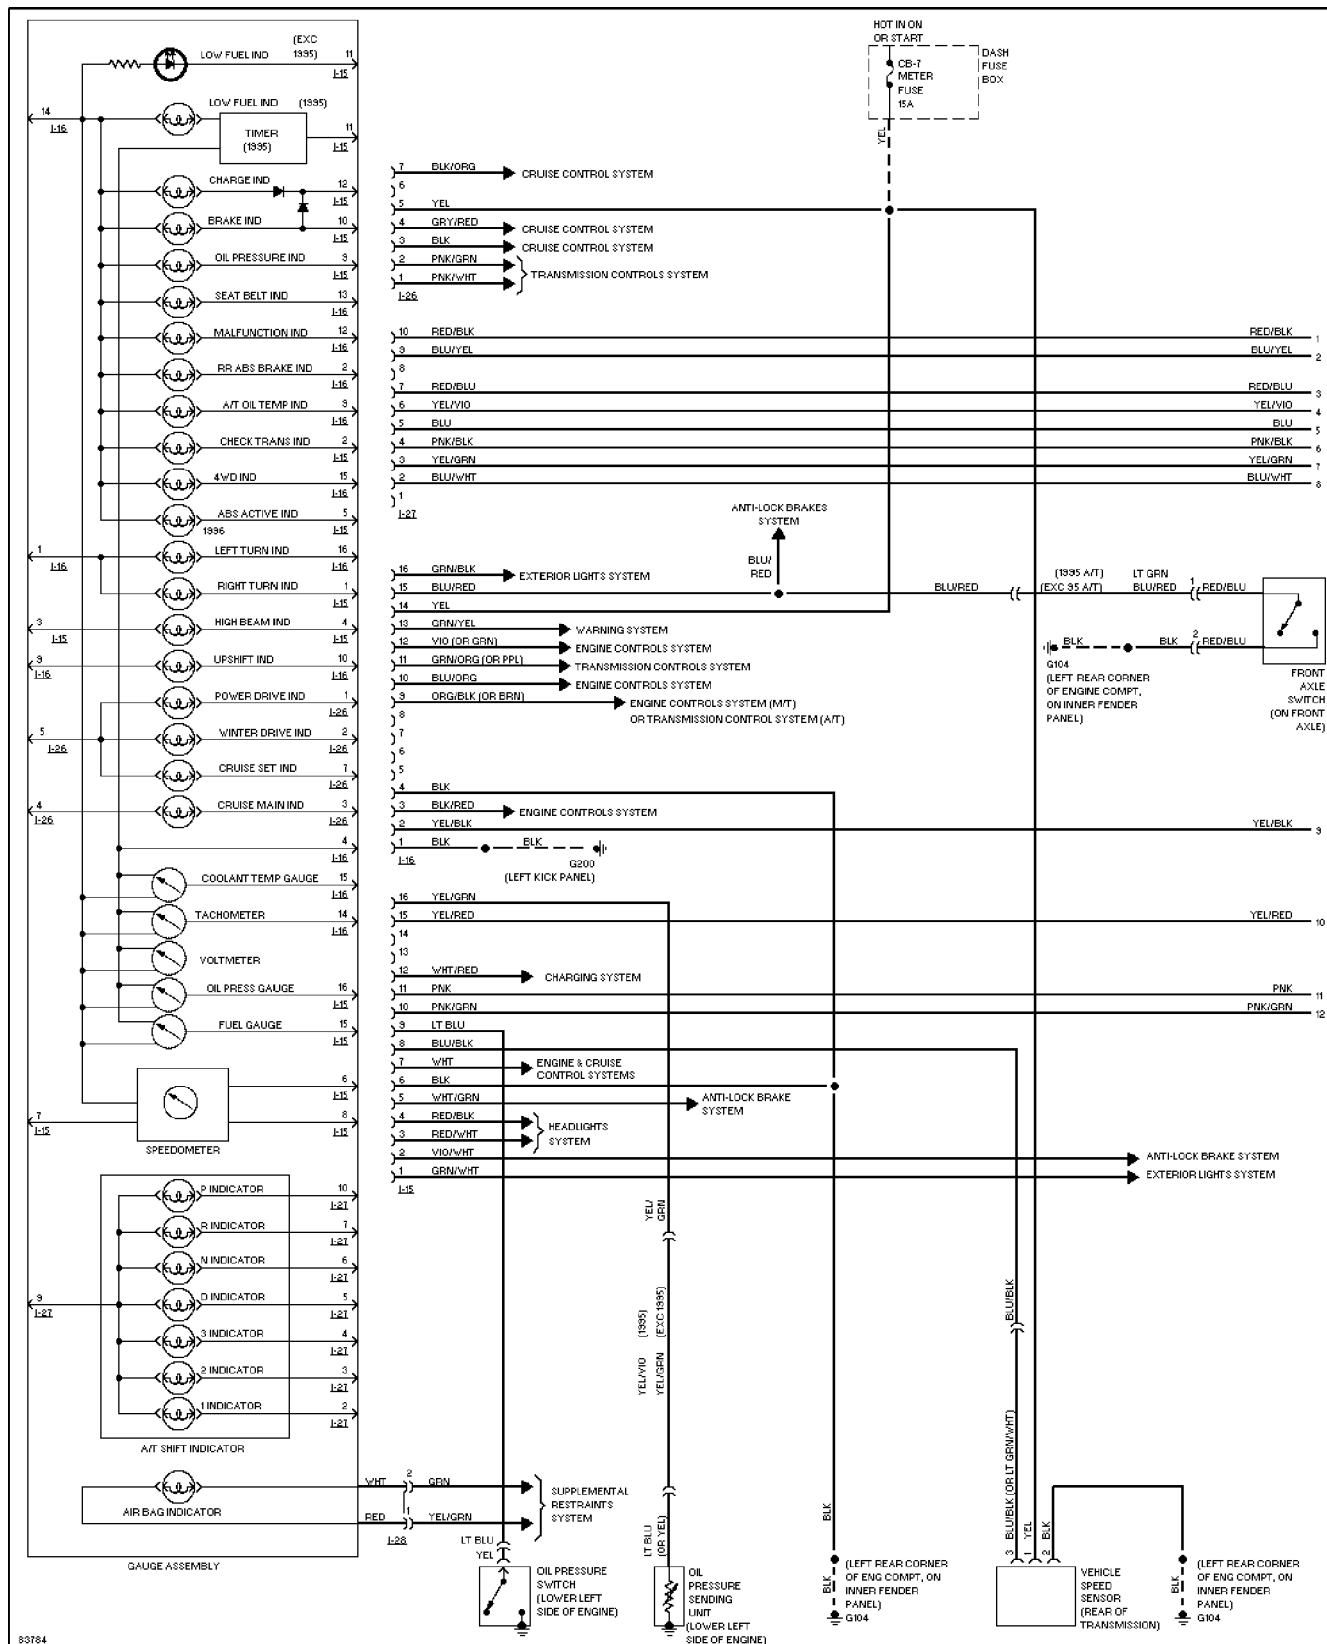 LOW FUEL IND
(EXC
1995)
11
I-15
LOW FUEL IND
(1995)
14
I-16
TIMER
(1995)
11
I-15
CHARGE IND
12
I-15
BRAKE IND
10
I-15
OIL PRESSURE IND
9
I-15
SEAT BELT IND
13
I-16
MALFUNCTION IND
12
I-16
RR ABS BRAKE IND
2
I-16
A/T OIL TEMP IND
9
I-16
CHECK TRANS IND
2
I-15
4WD IND
15
I-16
ABS ACTIVE IND
1996
5
I-15
1
I-16
LEFT TURN IND
16
I-16
RIGHT TURN IND
1
I-15
3
I-15
HIGH BEAM IND
4
I-15
9
I-16
UPSHIFT IND
10
I-16
POWER DRIVE IND
1
I-26
5
I-26
WINTER DRIVE IND
2
I-26
CRUISE SET IND
7
I-26
4
I-26
CRUISE MAIN IND
3
I-26
4
I-16
COOLANT TEMP GAUGE
15
I-16
TACHOMETER
14
I-16
VOLTMETER
OIL PRESS GAUGE
16
I-15
FUEL GAUGE
15
I-15
6
I-15
7
I-15
8
I-15
SPEEDOMETER
P INDICATOR
10
I-27
R INDICATOR
7
I-27
N INDICATOR
6
I-27
9
I-27
D INDICATOR
5
I-27
3 INDICATOR
4
I-27
2 INDICATOR
3
I-27
1 INDICATOR
2
I-27
A/T SHIFT INDICATOR
AIR BAG INDICATOR
GAUGE ASSEMBLY
WHT 2 GRN
RED 1 YEL/GRN
I-28
SUPPLEMENTAL
RESTRAINTS
SYSTEM
HOT IN ON
OR START
CB-7
METER
FUSE
15A
DASH
FUSE
BOX
YEL
7 BLK/ORG CRUISE CONTROL SYSTEM
6
5 YEL
4 GRY/RED CRUISE CONTROL SYSTEM
3 BLK CRUISE CONTROL SYSTEM
2 PNK/GRN
1 PNK/WHT
TRANSMISSION CONTROLS SYSTEM
I-26
10 RED/BLK RED/BLK 1
9 BLU/YEL BLU/YEL 2
8
7 RED/BLU RED/BLU 3
6 YEL/VIO YEL/VIO 4
5 BLU BLU 5
4 PNK/BLK PNK/BLK 6
3 YEL/GRN YEL/GRN 7
2 BLU/WHT BLU/WHT 8
1
I-27
ANTI-LOCK BRAKES
SYSTEM
BLU/
RED
16 GRN/BLK EXTERIOR LIGHTS SYSTEM
15 BLU/RED
BLU/RED
(1995 A/T) LT GRN
(EXC 95 A/T) BLU/RED 1 RED/BLU
14 YEL
13 GRN/YEL WARNING SYSTEM
12 VIO (OR GRN) ENGINE CONTROLS SYSTEM
11 GRN/ORG (OR PPL) TRANSMISSION CONTROLS SYSTEM
10 BLU/ORG ENGINE CONTROLS SYSTEM
9 ORG/BLK (OR BRN) ENGINE CONTROLS SYSTEM (M/T)
OR TRANSMISSION CONTROL SYSTEM (A/T)
8
7
6
5
4 BLK
3 BLK/RED ENGINE CONTROLS SYSTEM
2 YEL/BLK YEL/BLK 9
1 BLK BLK
I-16
G200
(LEFT KICK PANEL)
BLK BLK 2 RED/BLU
G104
(LEFT REAR CORNER
OF ENGINE COMPT,
ON INNER FENDER
PANEL)
FRONT
AXLE
SWITCH
(ON FRONT
AXLE)
16 YEL/GRN
15 YEL/RED YEL/RED 10
14
13
12 WHT/RED CHARGING SYSTEM
11 PNK PNK 11
10 PNK/GRN PNK/GRN 12
9 LT BLU
8 BLU/BLK
7 WHT ENGINE & CRUISE
CONTROL SYSTEMS
6 BLK
5 WHT/GRN ANTI-LOCK BRAKE
SYSTEM
4 RED/BLK
3 RED/WHT
HEADLIGHTS
SYSTEM
2 VIO/WHT ANTI-LOCK BRAKE SYSTEM
1 GRN/WHT EXTERIOR LIGHTS SYSTEM
I-15
YEL/
GRN
YEL/VIO (1995)
YEL/GRN (EXC 1995)
LT BLU
(OR YEL)
BLU/BLK
LT BLU
YEL
OIL PRESSURE
SWITCH
(LOWER LEFT
SIDE OF ENGINE)
OIL
PRESSURE
SENDING
UNIT
(LOWER LEFT
SIDE OF ENGINE)
BLK
BLK
(LEFT REAR CORNER
OF ENG COMPT, ON
INNER FENDER
PANEL)
G104
3 BLU/BLK (OR LT GRN/WHT)
1 YEL
2 BLK
VEHICLE
SPEED
SENSOR
(REAR OF
TRANSMISSION)
BLK
(LEFT REAR CORNER
OF ENG COMPT, ON
INNER FENDER
PANEL)
G104
83784